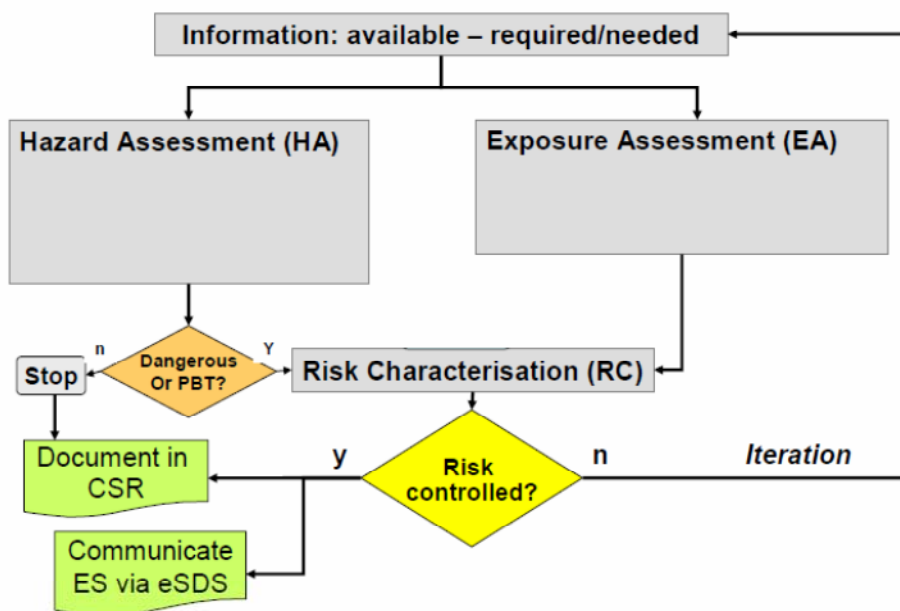 Information: available – required/needed
Hazard Assessment (HA)
Exposure Assessment (EA)
n
Dangerous
Or PBT?
Y
Stop
Risk Characterisation (RC)
Document in
CSR
y
Risk
controlled?
n
Iteration
Communicate
ES via eSDS